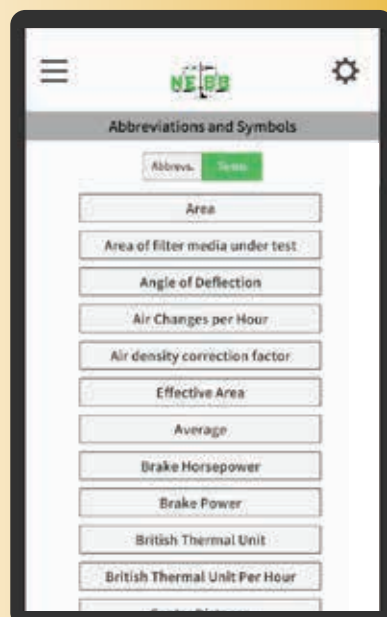 NEBB
Abbreviations and Symbols
Abbrevs. Terms
Area
Area of filter media under test
Angle of Deflection
Air Changes per Hour
Air density correction factor
Effective Area
Average
Brake Horsepower
Brake Power
British Thermal Unit
British Thermal Unit Per Hour